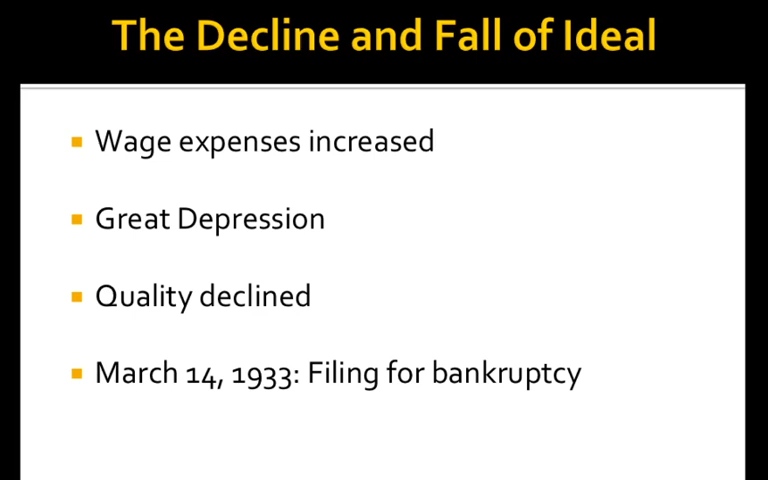 The Decline and Fall of Ideal
Wage expenses increased
Great Depression
Quality declined
March 14, 1933: Filing for bankruptcy